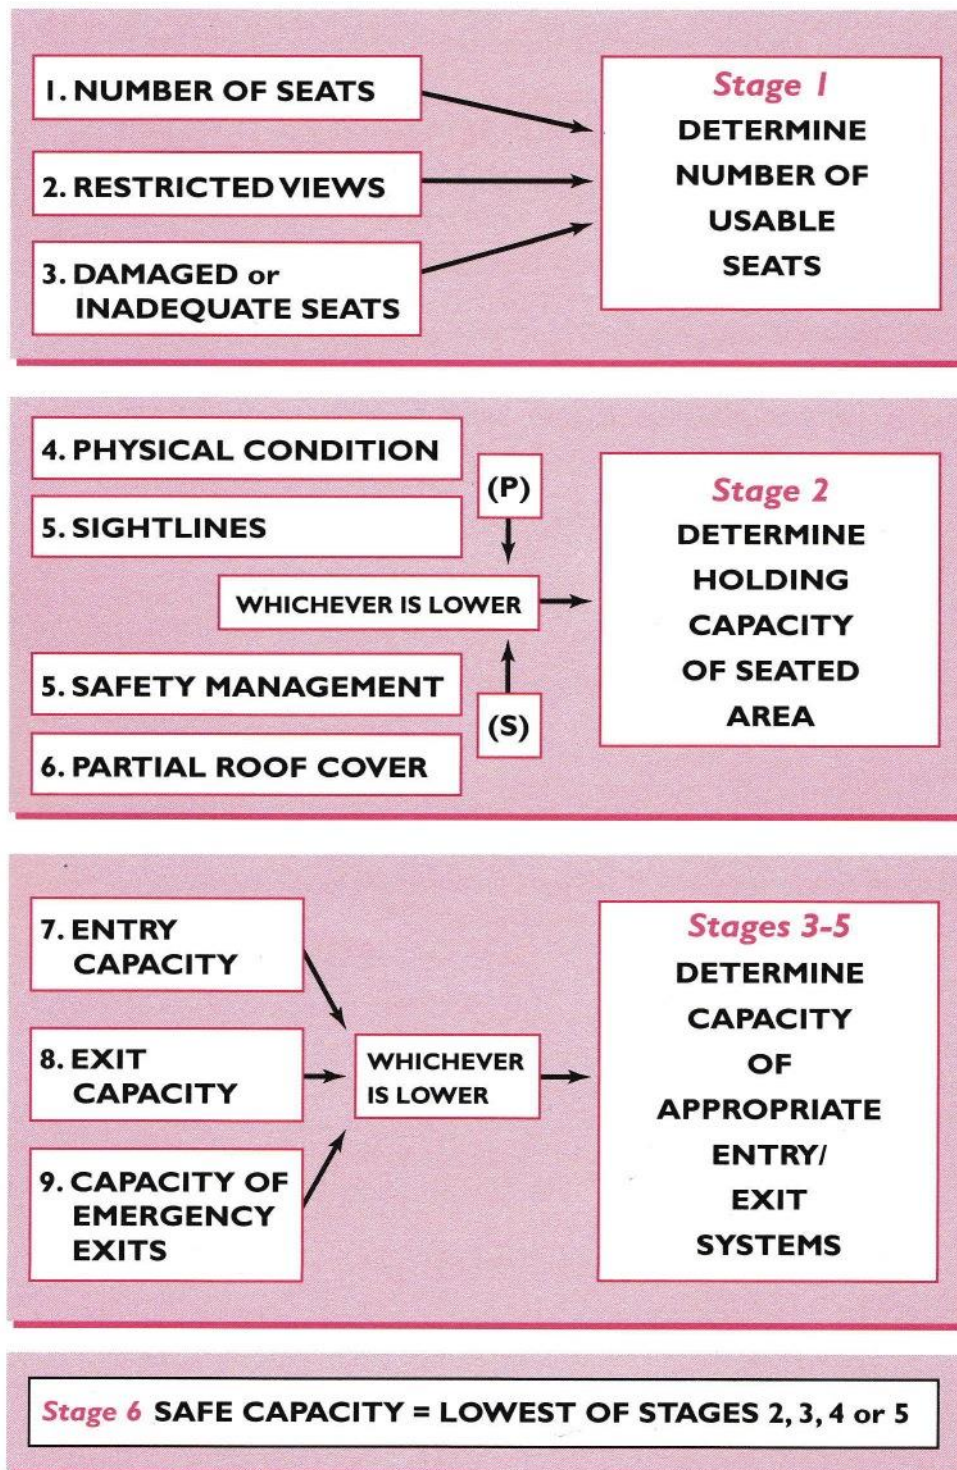 1. NUMBER OF SEATS
2. RESTRICTED VIEWS
3. DAMAGED or
INADEQUATE SEATS
Stage 1
DETERMINE
NUMBER OF
USABLE
SEATS
4. PHYSICAL CONDITION
5. SIGHTLINES
(P)
WHICHEVER IS LOWER
5. SAFETY MANAGEMENT
6. PARTIAL ROOF COVER
(S)
Stage 2
DETERMINE
HOLDING
CAPACITY
OF SEATED
AREA
7. ENTRY
CAPACITY
8. EXIT
CAPACITY
9. CAPACITY OF
EMERGENCY
EXITS
WHICHEVER
IS LOWER
Stages 3-5
DETERMINE
CAPACITY
OF
APPROPRIATE
ENTRY/
EXIT
SYSTEMS
Stage 6 SAFE CAPACITY = LOWEST OF STAGES 2, 3, 4 or 5